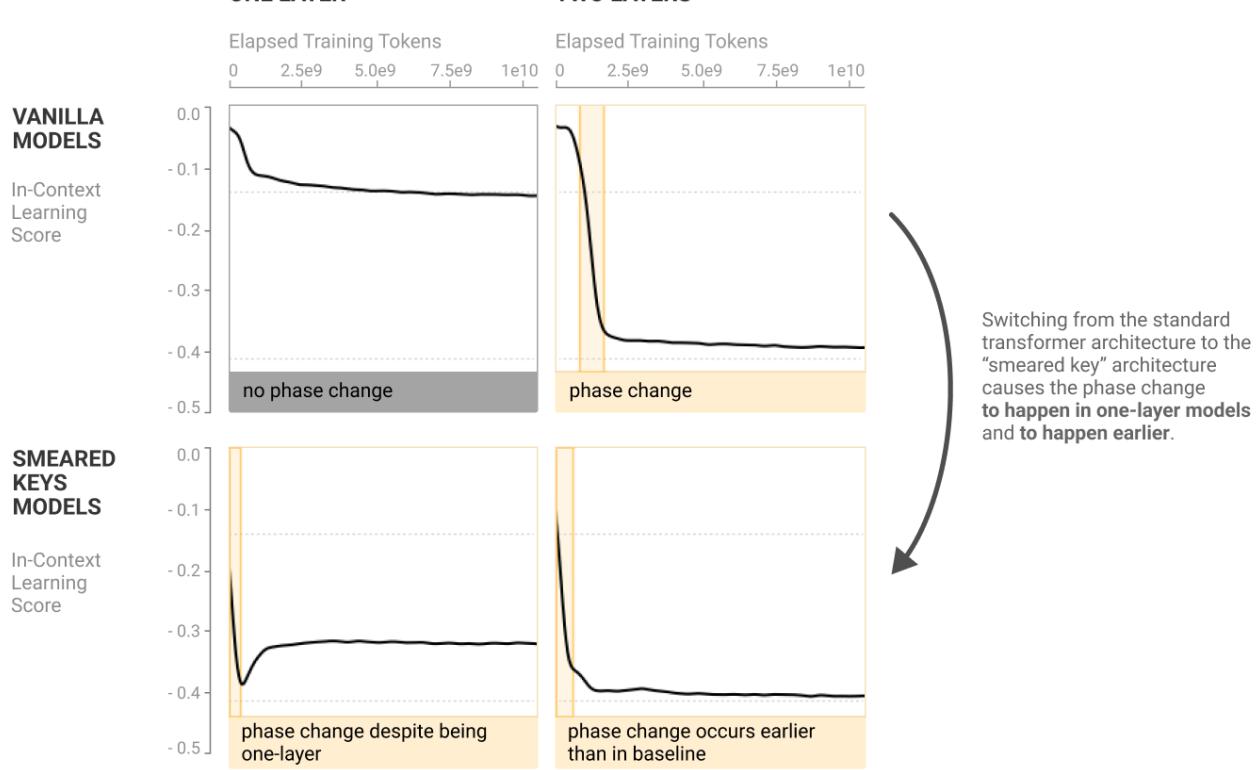 ONE LAYER
TWO LAYERS
Elapsed Training Tokens
Elapsed Training Tokens
0 2.5e9 5.0e9 7.5e9 1e10
0 2.5e9 5.0e9 7.5e9 1e10
VANILLA
MODELS
In-Context
Learning
Score
0.0
- 0.1
- 0.2
- 0.3
- 0.4
- 0.5
no phase change
phase change
Switching from the standard
transformer architecture to the
“smeared key” architecture
causes the phase change
to happen in one-layer models
and to happen earlier.
SMEARED
KEYS
MODELS
In-Context
Learning
Score
0.0
- 0.1
- 0.2
- 0.3
- 0.4
- 0.5
phase change despite being
one-layer
phase change occurs earlier
than in baseline